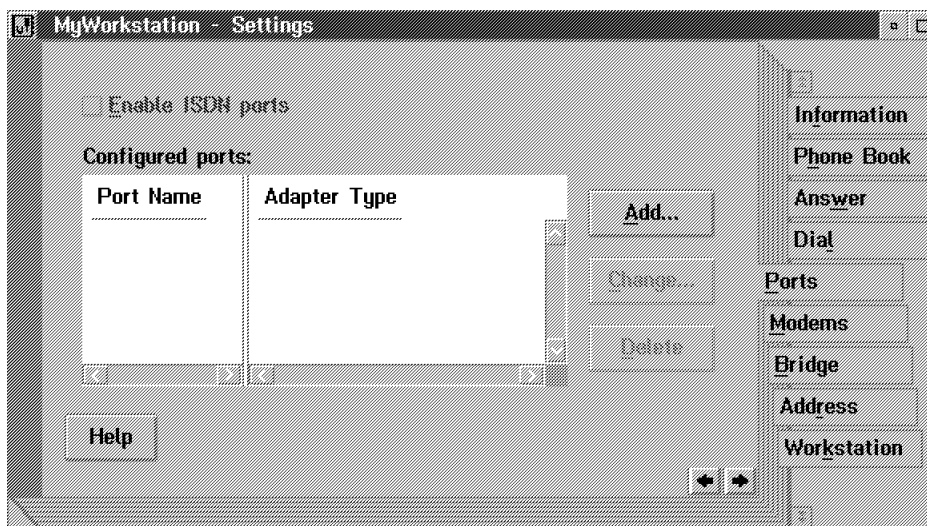 MyWorkstation - Settings
Enable ISDN ports
Configured ports:
Port Name
Adapter Type
Add...
Change...
Delete
Help
Information
Phone Book
Answer
Dial
Ports
Modems
Bridge
Address
Workstation